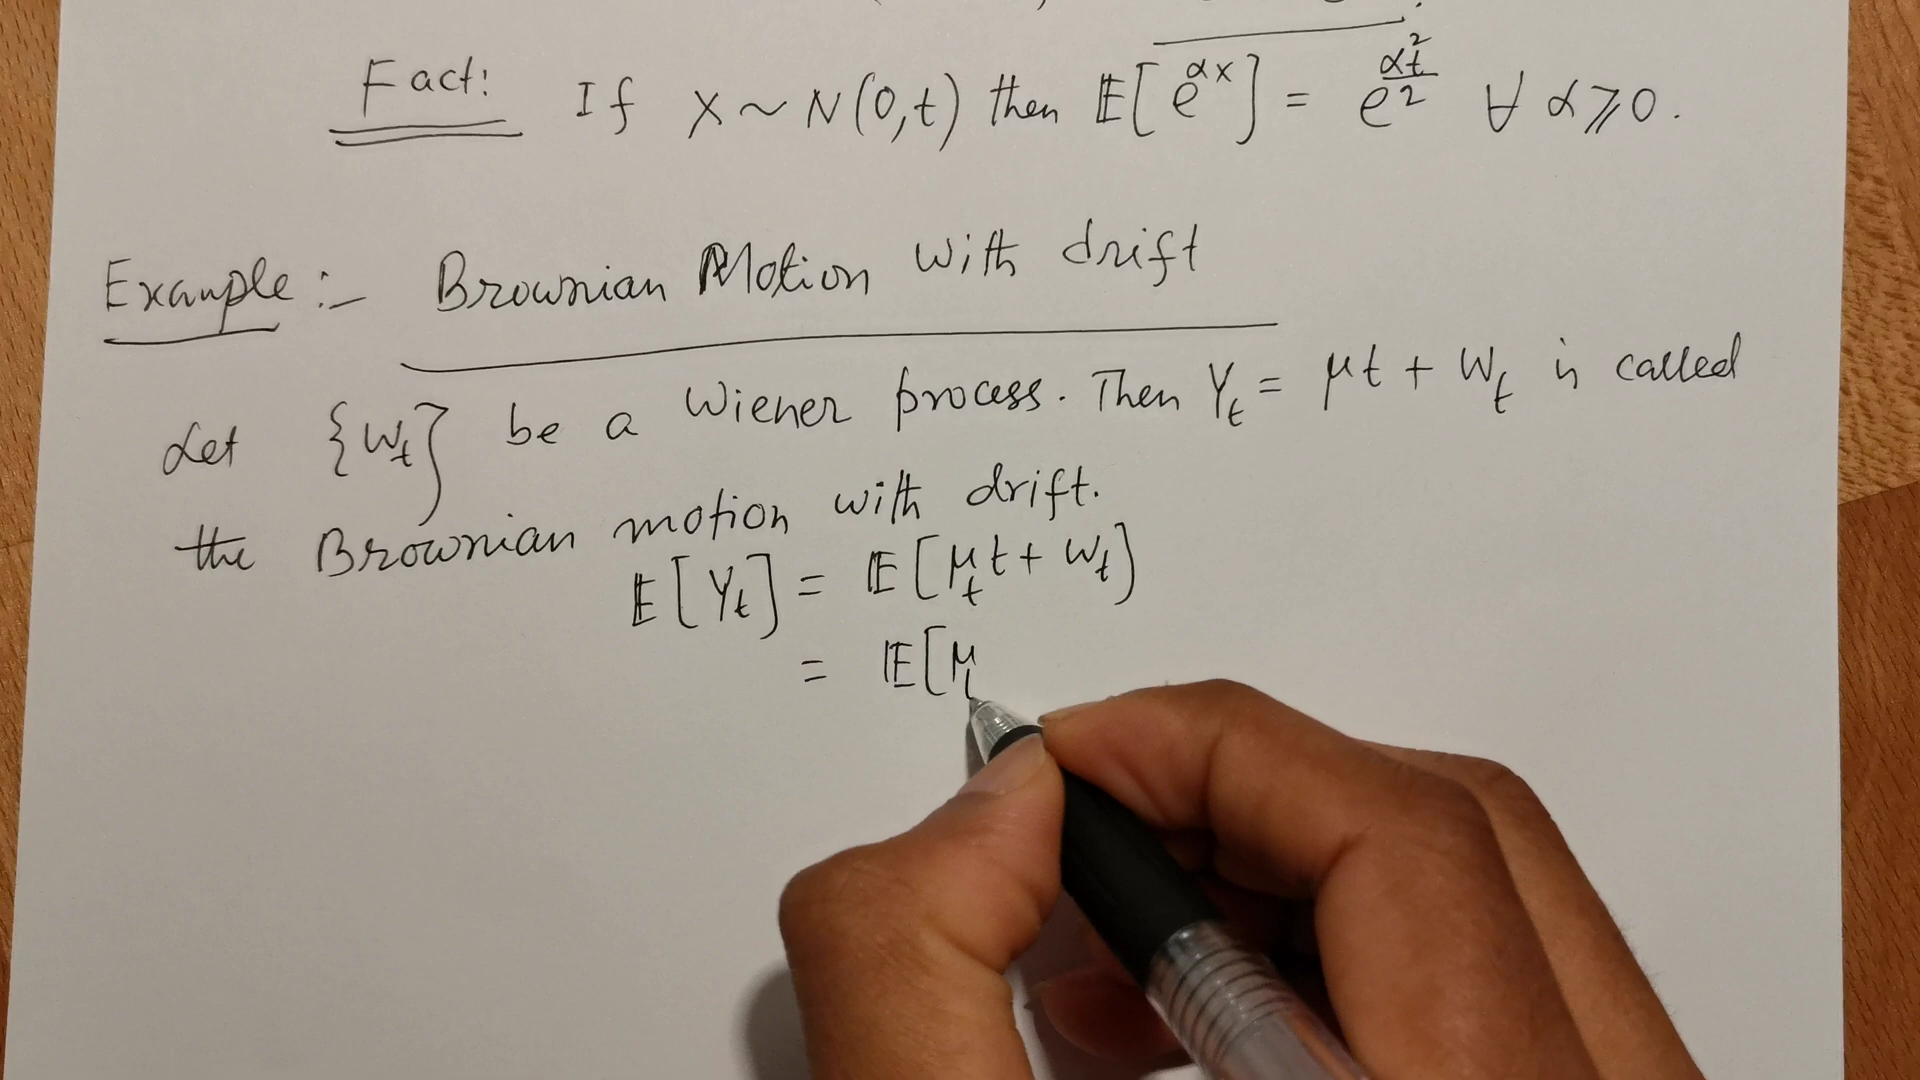 Fact: If X ~ N(0,t) then 𝔼[e^{αx}] = e^{α²t/2} ∀ α ⩾ 0.
Example :- Brownian Motion with drift
Let {W_t} be a Wiener process. Then Y_t = μt + W_t is called
the Brownian motion with drift.
𝔼[Y_t] = 𝔼[μ_t t + W_t]
= 𝔼[μ